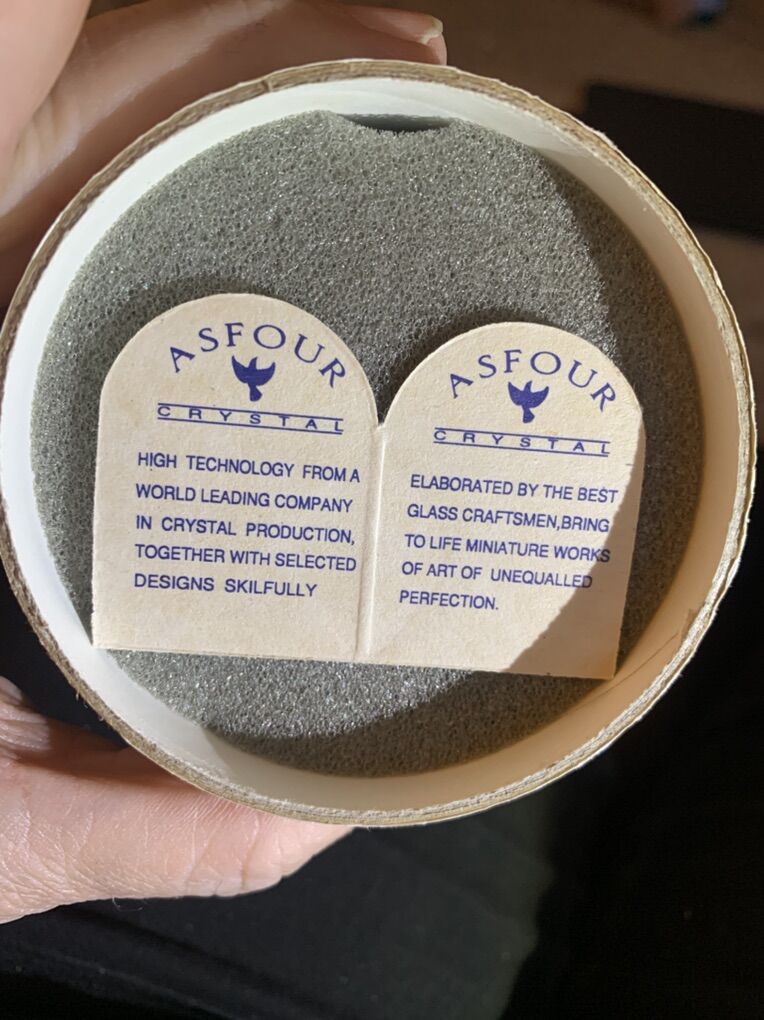 ASFOUR
CRYSTAL
HIGH TECHNOLOGY FROM A
WORLD LEADING COMPANY
IN CRYSTAL PRODUCTION,
TOGETHER WITH SELECTED
DESIGNS SKILFULLY
ASFOUR
CRYSTAL
ELABORATED BY THE BEST
GLASS CRAFTSMEN,BRING
TO LIFE MINIATURE WORKS
OF ART OF UNEQUALLED
PERFECTION.